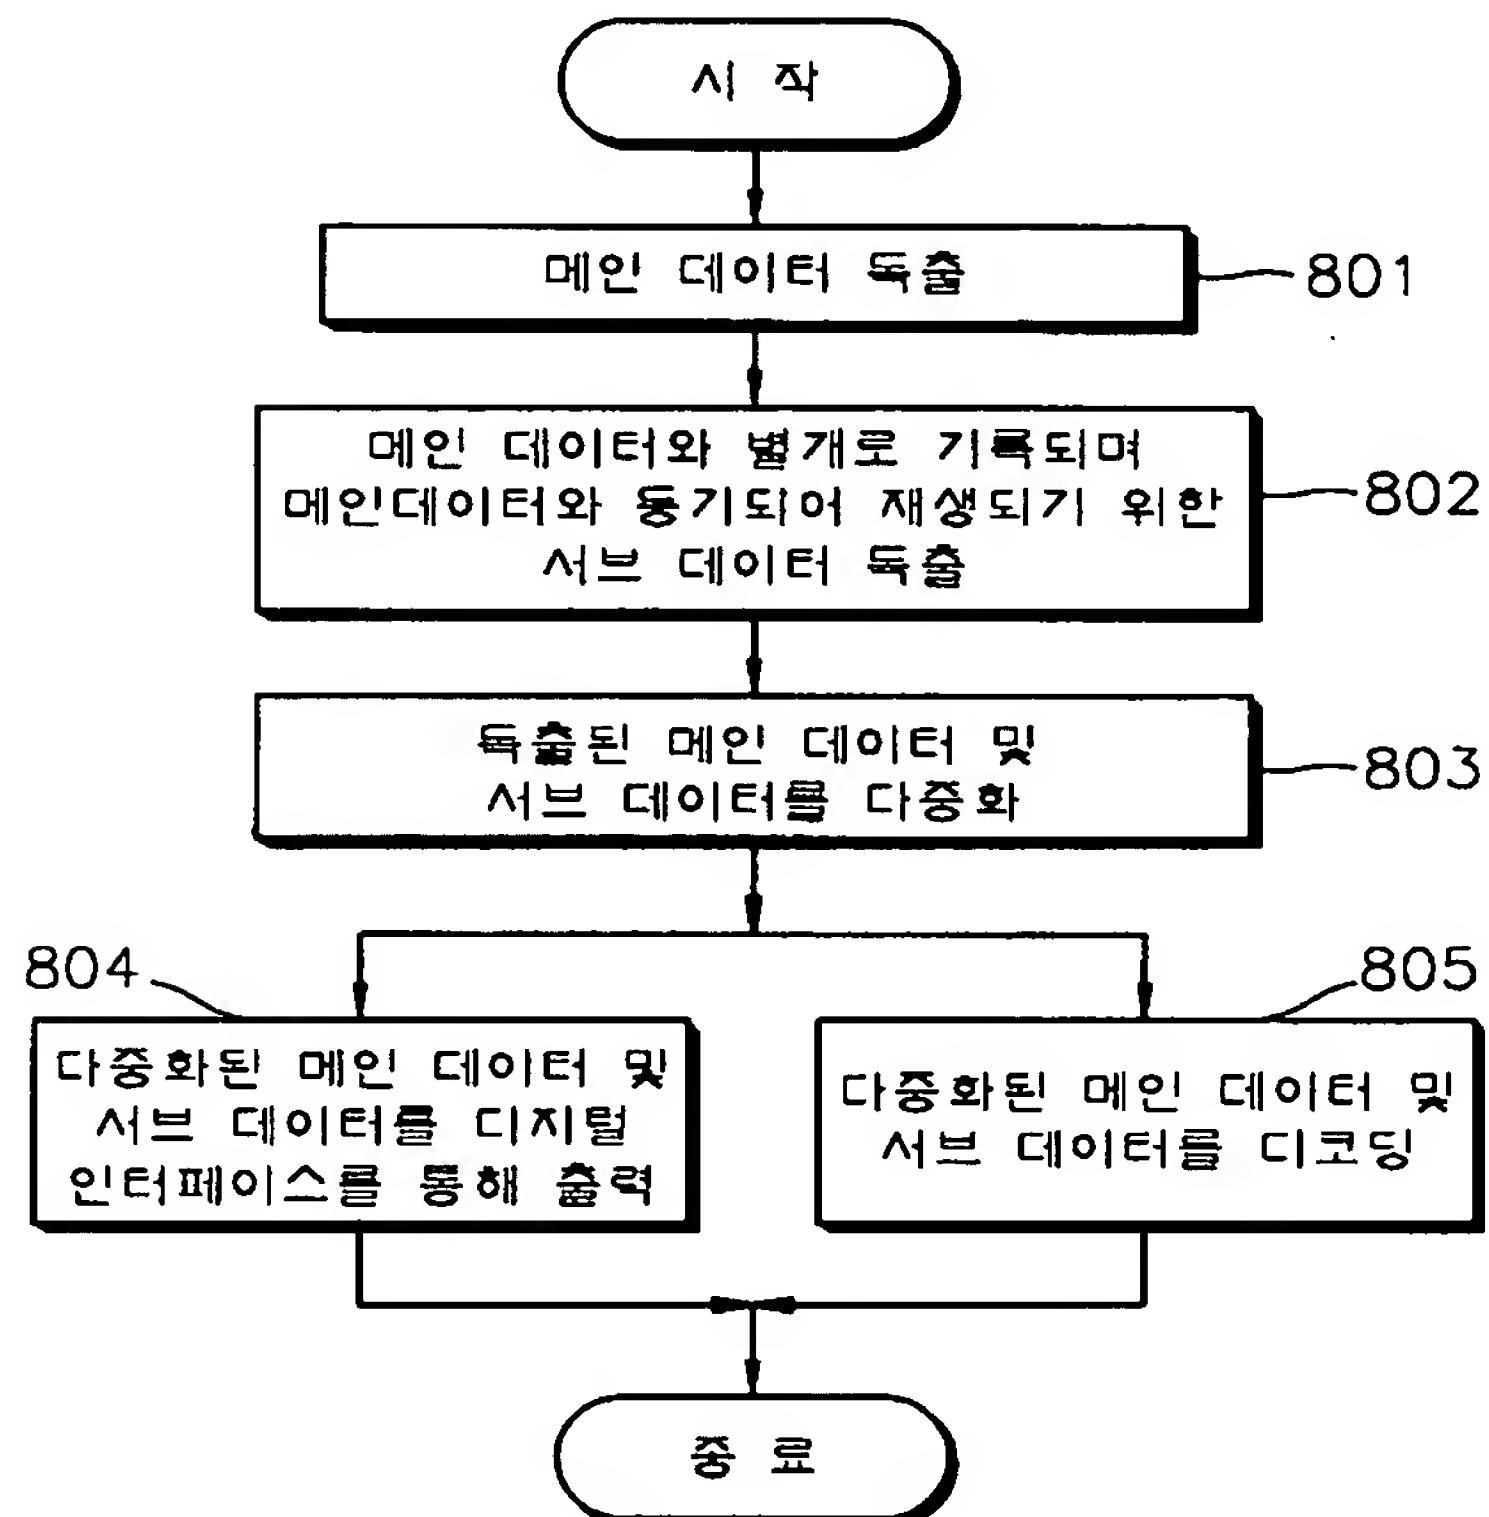 시 작
메인 데이터 독출
801
메인 데이터와 별개로 기록되며
메인데이터와 동기되어 재생되기 위한
서브 데이터 독출
802
독출된 메인 데이터 및
서브 데이터를 다중화
803
804
다중화된 메인 데이터 및
서브 데이터를 디지털
인터페이스를 통해 출력
805
다중화된 메인 데이터 및
서브 데이터를 디코딩
종 료